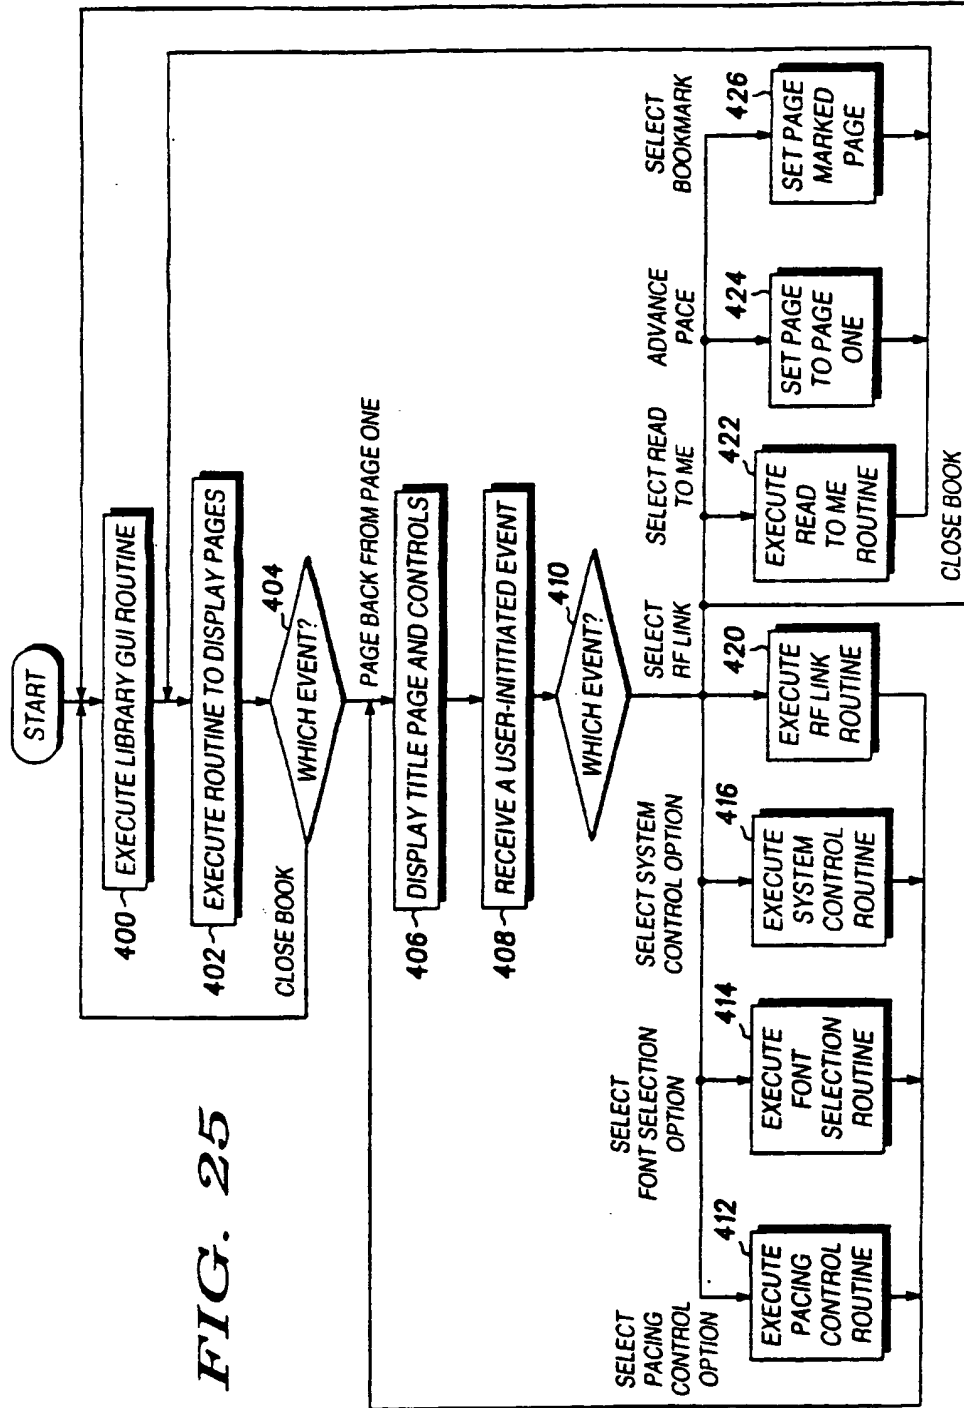 START
400
EXECUTE LIBRARY GUI ROUTINE
402
EXECUTE ROUTINE TO DISPLAY PAGES
WHICH EVENT?
404
CLOSE BOOK
PAGE BACK FROM PAGE ONE
406
DISPLAY TITLE PAGE AND CONTROLS
408
RECEIVE A USER-INITITIATED EVENT
WHICH EVENT?
410
SELECT
PACING
CONTROL
OPTION
412
EXECUTE
PACING
CONTROL
ROUTINE
SELECT
FONT SELECTION
OPTION
414
EXECUTE
FONT
SELECTION
ROUTINE
SELECT SYSTEM
CONTROL OPTION
416
EXECUTE
SYSTEM
CONTROL
ROUTINE
SELECT
RF LINK
420
EXECUTE
RF LINK
ROUTINE
SELECT READ
TO ME
422
EXECUTE
READ
TO ME
ROUTINE
ADVANCE
PACE
424
SET PAGE
TO PAGE
ONE
SELECT
BOOKMARK
426
SET PAGE
MARKED
PAGE
CLOSE BOOK
FIG. 25